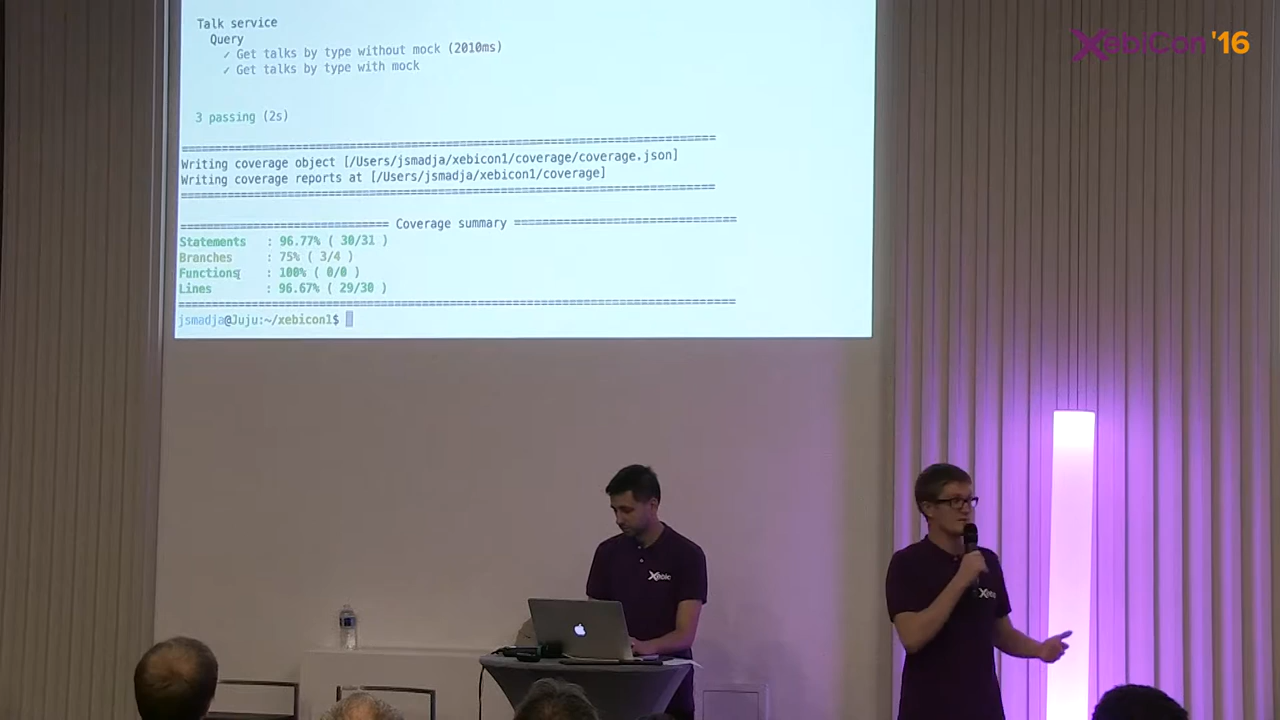 XebiCon'16
Talk service
Query
✓ Get talks by type without mock (2010ms)
✓ Get talks by type with mock
3 passing (2s)
=============================================================================
Writing coverage object [/Users/jsmadja/xebicon1/coverage/coverage.json]
Writing coverage reports at [/Users/jsmadja/xebicon1/coverage]
=============================================================================
=============================== Coverage summary ===============================
Statements : 96.77% ( 30/31 )
Branches : 75% ( 3/4 )
Functions : 100% ( 0/0 )
Lines : 96.67% ( 29/30 )
================================================================================
jsmadja@Juju:~/xebicon1$
Xebia